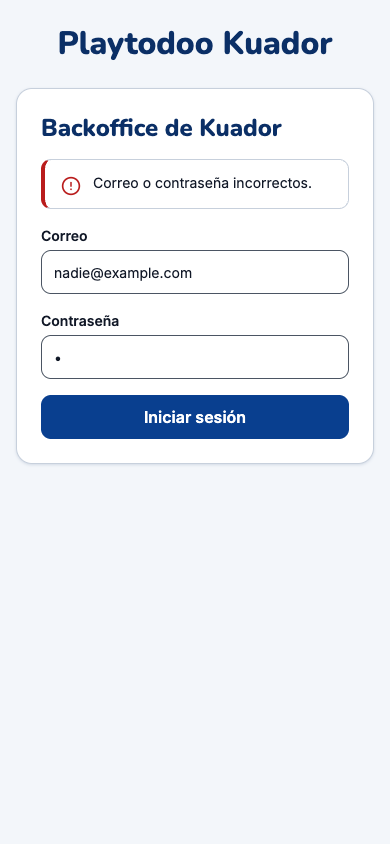 Playtodoo Kuador
Backoffice de Kuador
Correo o contraseña incorrectos.
Correo
nadie@example.com
Contraseña
•
Iniciar sesión